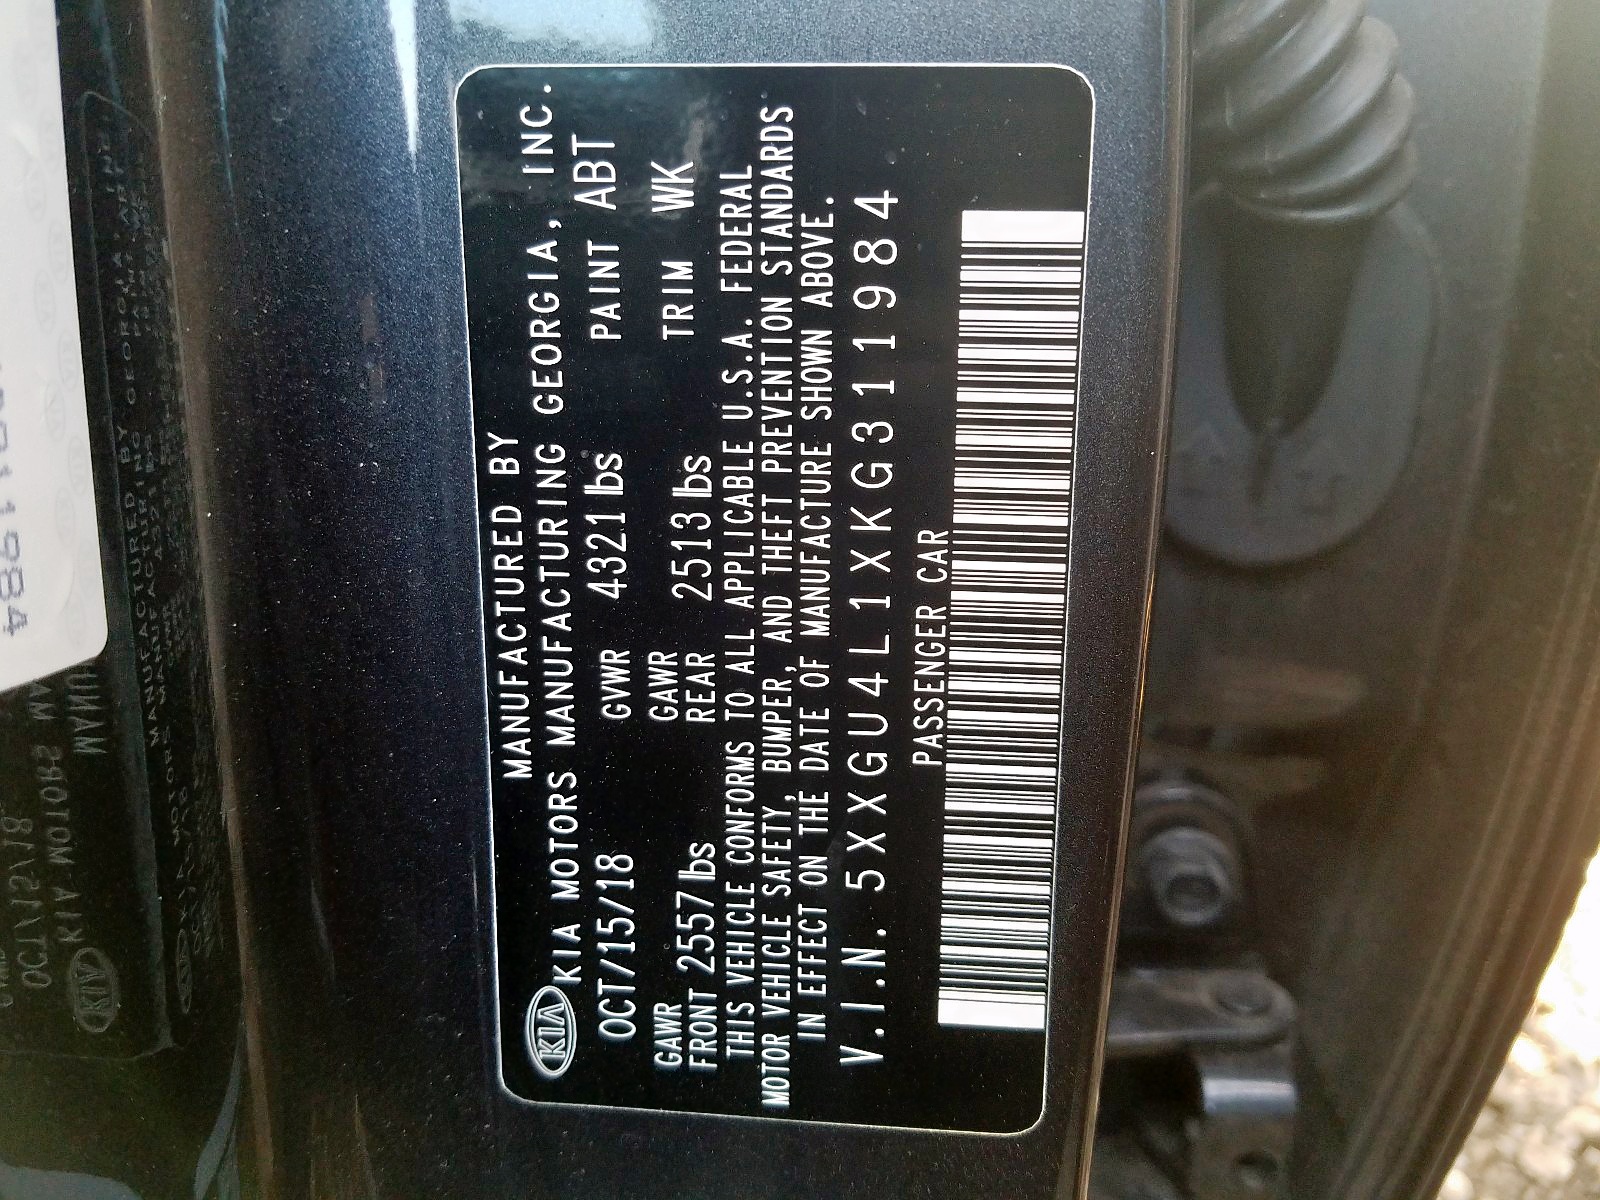 MANUFACTURED BY
KIA KIA MOTORS MANUFACTURING GEORGIA, INC.
OCT/15/18 GVWR 4321 lbs PAINT ABT
GAWR FRONT 2557 lbs GAWR REAR 2513 lbs TRIM WK
THIS VEHICLE CONFORMS TO ALL APPLICABLE U.S.A. FEDERAL
MOTOR VEHICLE SAFETY, BUMPER, AND THEFT PREVENTION STANDARDS
IN EFFECT ON THE DATE OF MANUFACTURE SHOWN ABOVE.
V.I.N. 5XXGU4L1XKG311984
PASSENGER CAR
11984